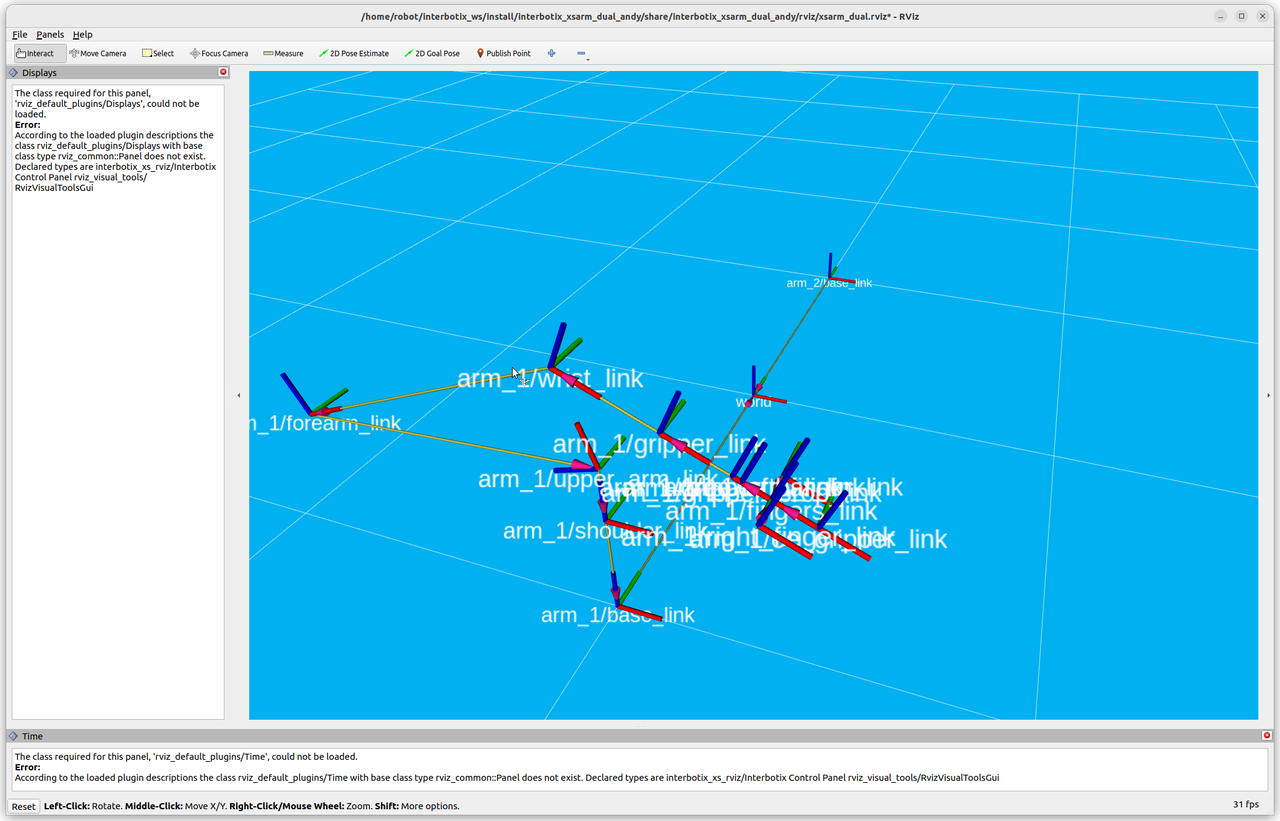 /home/robot/interbotix_ws/install/interbotix_xsarm_dual_andy/share/interbotix_xsarm_dual_andy/rviz/xsarm_dual.rviz* - RViz
File Panels Help
Interact Move Camera Select Focus Camera Measure 2D Pose Estimate 2D Goal Pose Publish Point
Displays
The class required for this panel,
'rviz_default_plugins/Displays', could not be
loaded.
Error:
According to the loaded plugin descriptions the
class rviz_default_plugins/Displays with base
class type rviz_common::Panel does not exist.
Declared types are interbotix_xs_rviz/Interbotix
Control Panel rviz_visual_tools/
RvizVisualToolsGui
arm_2/base_link
arm_1/wrist_link
world
m_1/forearm_link
arm_1/gripper_link
arm_1/upper_arm_link
arm_1/fingers_link
arm_1/shoulder_link
arm_1/base_link
Time
The class required for this panel, 'rviz_default_plugins/Time', could not be loaded.
Error:
According to the loaded plugin descriptions the class rviz_default_plugins/Time with base class type rviz_common::Panel does not exist. Declared types are interbotix_xs_rviz/Interbotix Control Panel rviz_visual_tools/RvizVisualToolsGui
Reset Left-Click: Rotate. Middle-Click: Move X/Y. Right-Click/Mouse Wheel: Zoom. Shift: More options. 31 fps